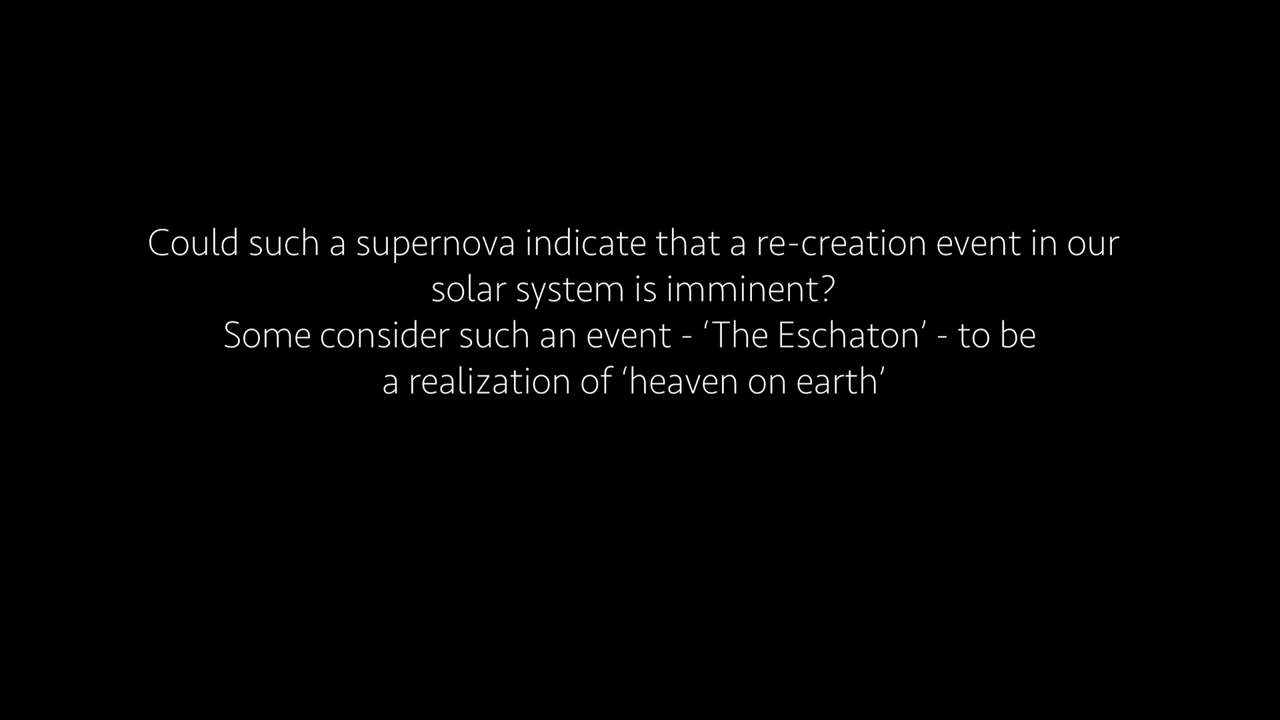 Could such a supernova indicate that a re-creation event in our
solar system is imminent?
Some consider such an event - ‘The Eschaton’ - to be
a realization of ‘heaven on earth’